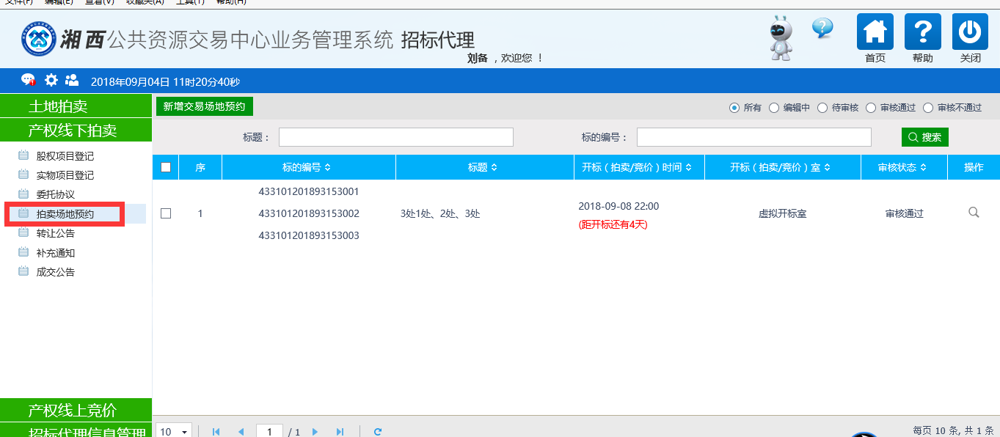 文件(F) 编辑(E) 查看(V) 收藏夹(A) 工具(T) 帮助(H)
湘西公共资源交易中心业务管理系统 招标代理
刘备 ，欢迎您 ！
?
首页 帮助 关闭
2018年09月04日 11时20分40秒
土地拍卖
产权线下拍卖
股权项目登记
实物项目登记
委托协议
拍卖场地预约
转让公告
补充通知
成交公告
产权线上竞价
招标代理信息管理
新增交易场地预约
所有 编辑中 待审核 审核通过 审核不通过
标题： 标的编号： 搜索
序 标的编号 标题 开标（拍卖/竞价）时间 开标（拍卖/竞价）室 审核状态 操作
433101201893153001
1 433101201893153002 3处1处、2处、3处 2018-09-08 22:00 虚拟开标室 审核通过
(距开标还有4天)
433101201893153003
10 1 / 1 每页 10 条, 共 1 条